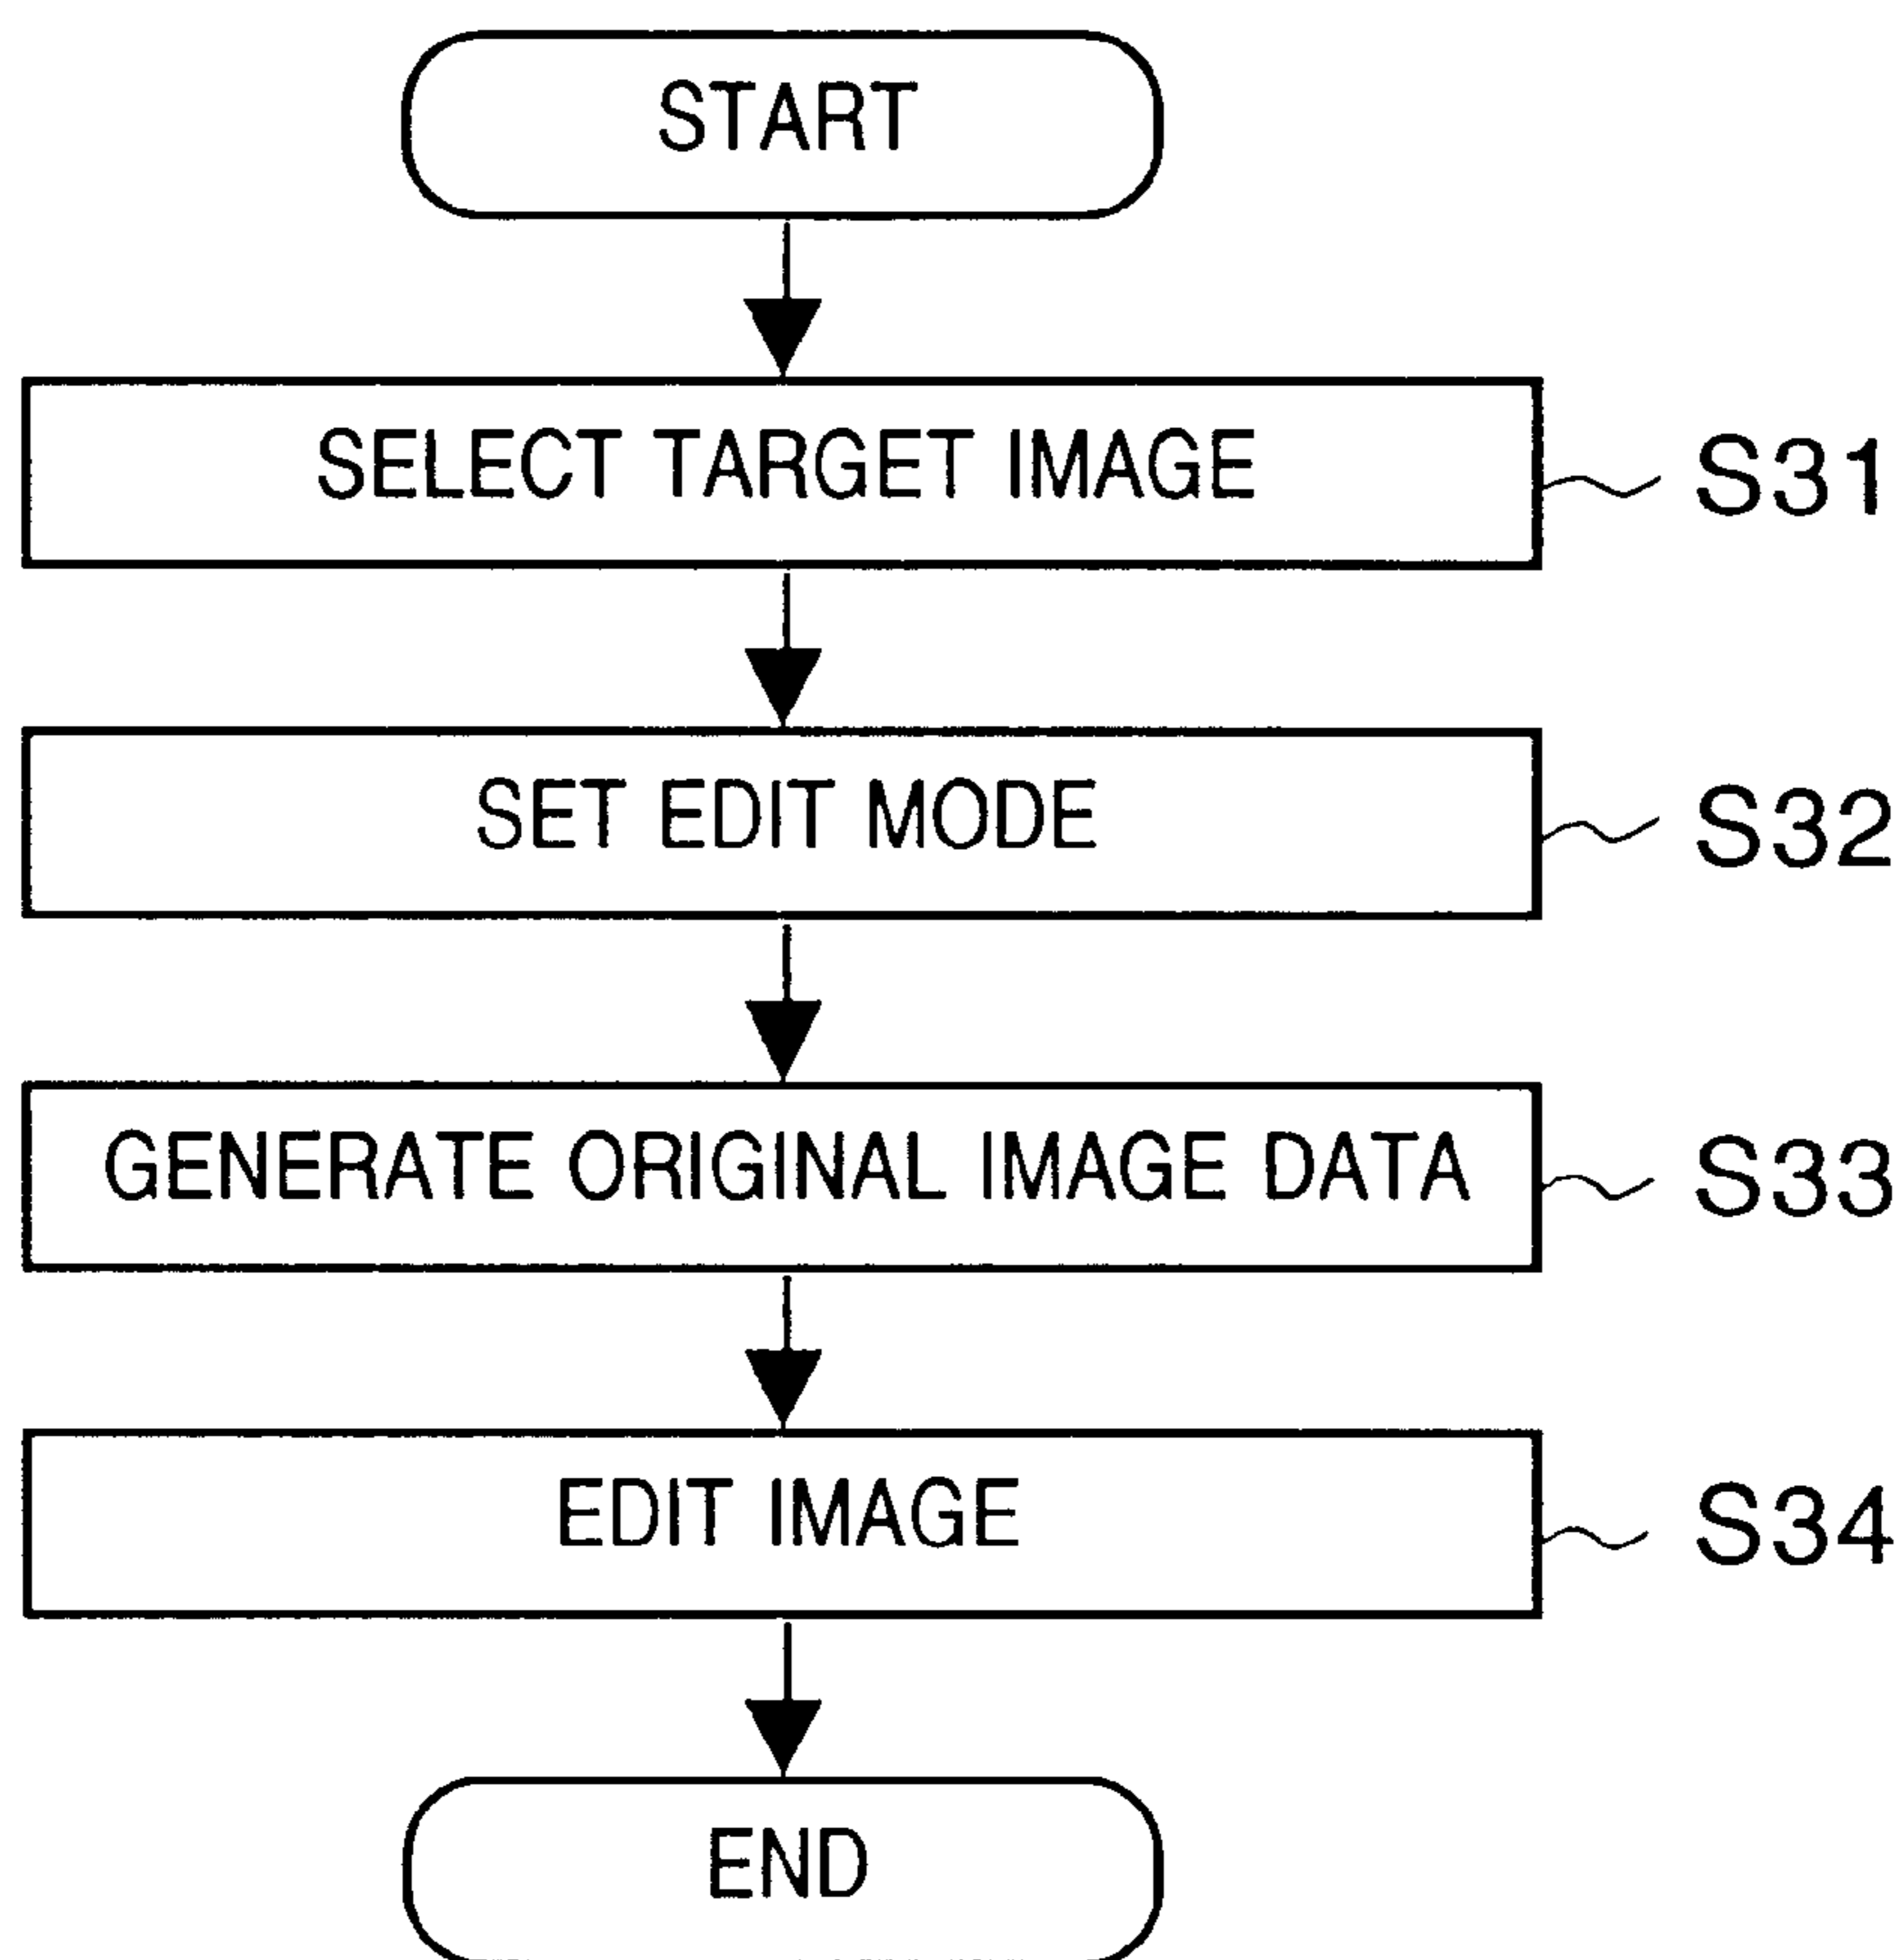 START
SELECT TARGET IMAGE S31
SET EDIT MODE S32
GENERATE ORIGINAL IMAGE DATA S33
EDIT IMAGE S34
END